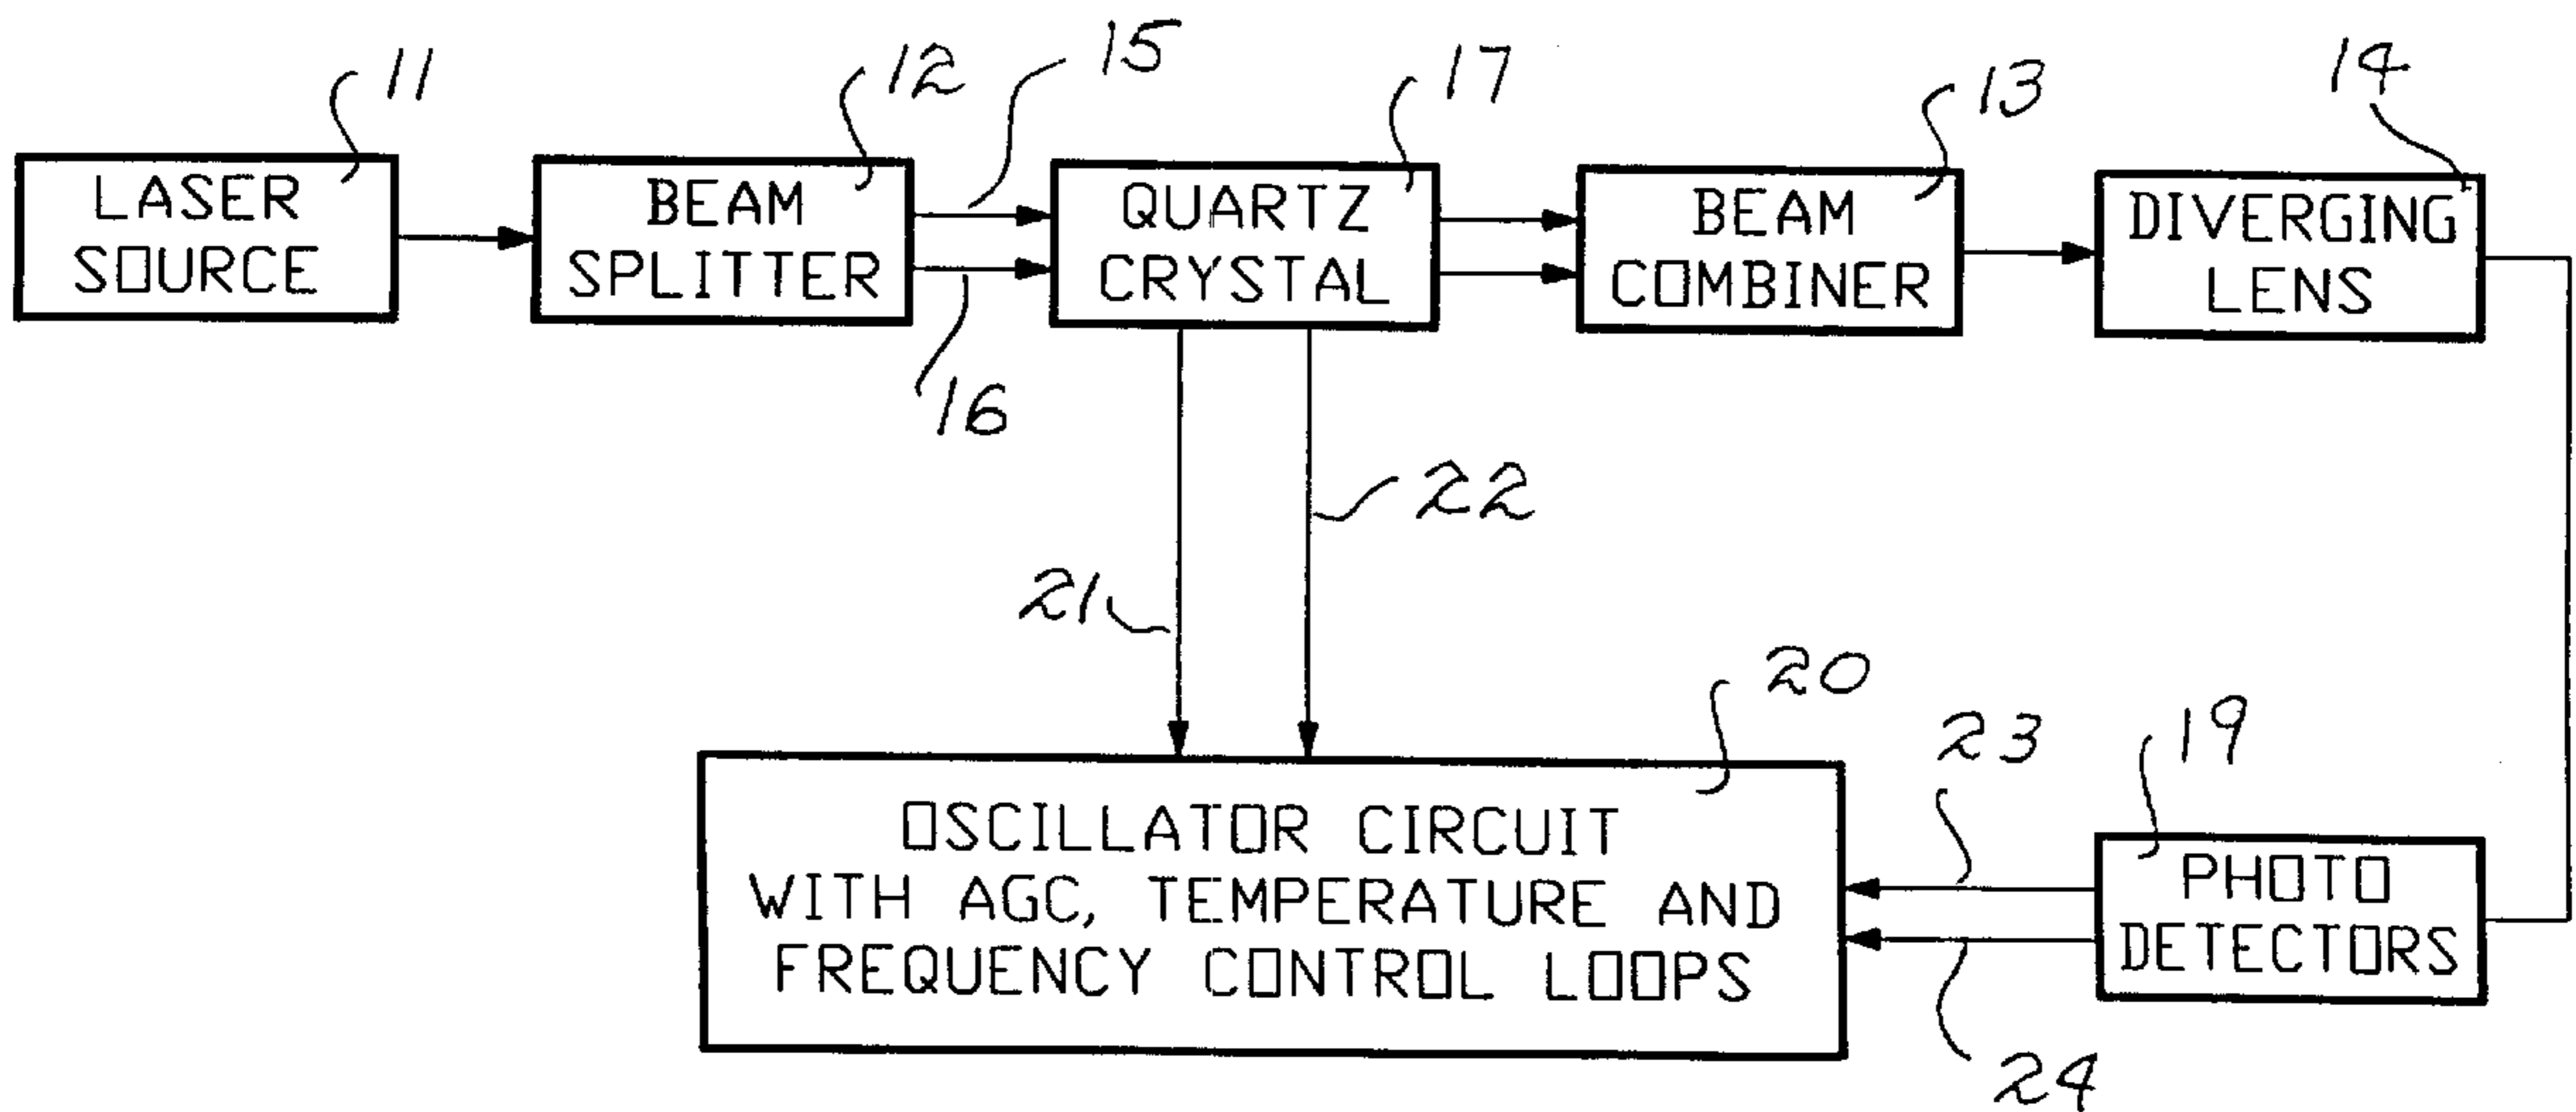 11
12
15
17
13
14
LASER
SOURCE
BEAM
SPLITTER
QUARTZ
CRYSTAL
BEAM
COMBINER
DIVERGING
LENS
16
22
21
20
23
19
OSCILLATOR CIRCUIT
WITH AGC, TEMPERATURE AND
FREQUENCY CONTROL LOOPS
PHOTO
DETECTORS
24